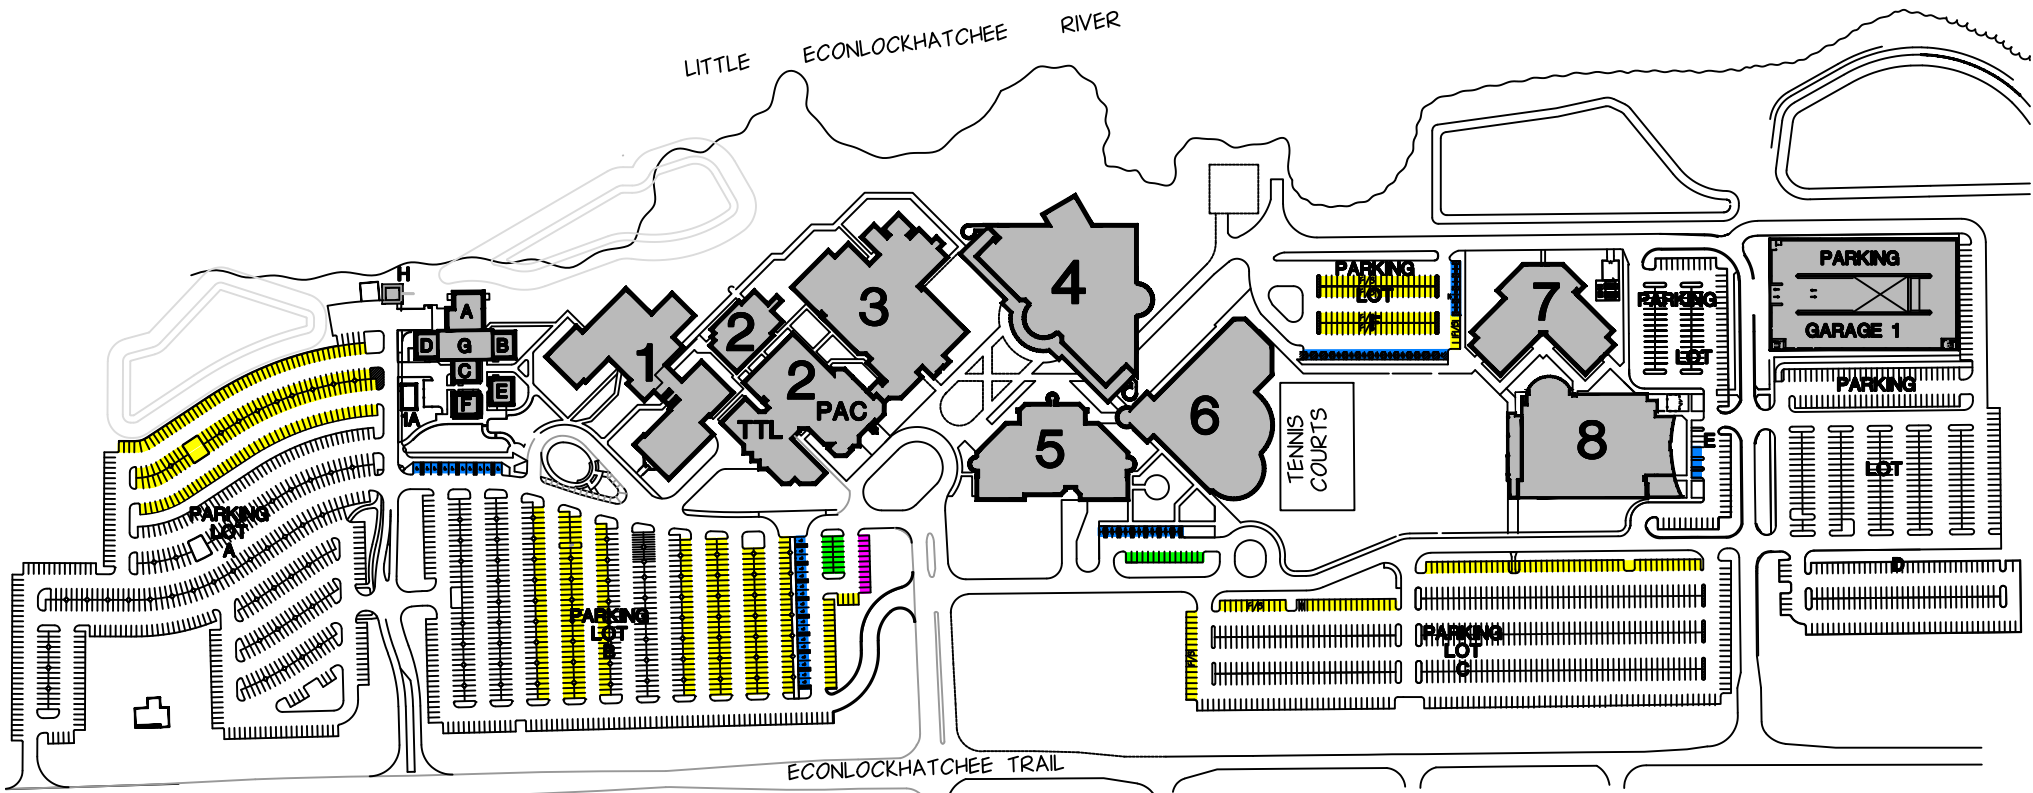 LITTLE ECONLOCKHATCHEE RIVER
H
A
D G B
C
E
F
IA
1
2
2
PAC
TTL
3
4
5
6
TENNIS
COURTS
7
8
PARKING
LOT
F/S
PARKING
LOT
E
PARKING
GARAGE 1
PARKING
LOT
D
PARKING
LOT
A
PARKING
LOT
B
PARKING
LOT
C
F/S
F/S
F/S
ECONLOCKHATCHEE TRAIL